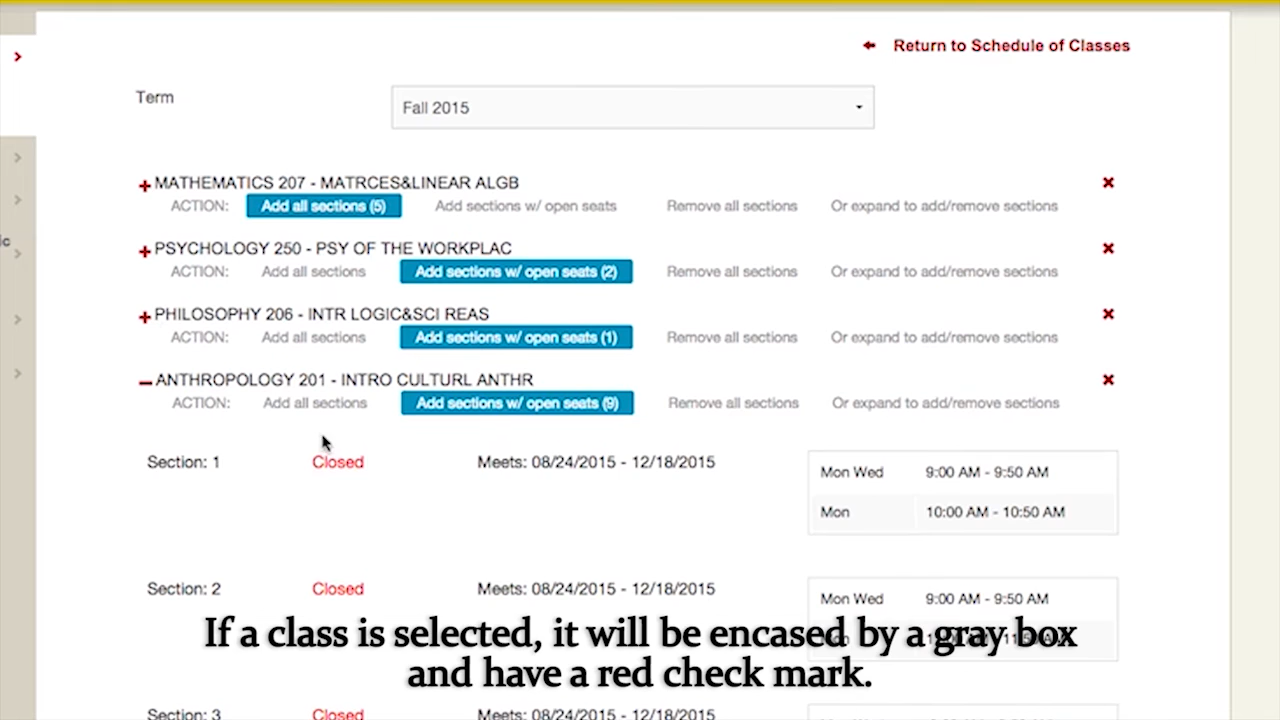 Return to Schedule of Classes
Term
Fall 2015
MATHEMATICS 207 - MATRCES&LINEAR ALGB
ACTION: Add all sections (5) Add sections w/ open seats Remove all sections Or expand to add/remove sections
PSYCHOLOGY 250 - PSY OF THE WORKPLAC
ACTION: Add all sections Add sections w/ open seats (2) Remove all sections Or expand to add/remove sections
ic
PHILOSOPHY 206 - INTR LOGIC&SCI REAS
ACTION: Add all sections Add sections w/ open seats (1) Remove all sections Or expand to add/remove sections
ANTHROPOLOGY 201 - INTRO CULTURL ANTHR
ACTION: Add all sections Add sections w/ open seats (9) Remove all sections Or expand to add/remove sections
Section: 1 Closed Meets: 08/24/2015 - 12/18/2015
Mon Wed 9:00 AM - 9:50 AM
Mon 10:00 AM - 10:50 AM
Section: 2 Closed Meets: 08/24/2015 - 12/18/2015
Mon Wed 9:00 AM - 9:50 AM
If a class is selected, it will be encased by a gray box
and have a red check mark.
Section: 3 Closed Meets: 08/24/2015 - 12/18/2015